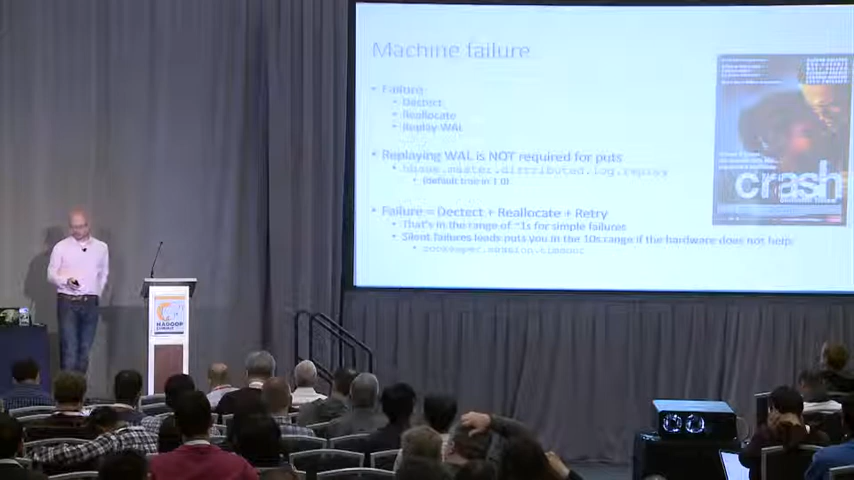 Machine failure
• Failure
• Dectect
• Reallocate
• Replay WAL
• Replaying WAL is NOT required for puts
• hbase.master.distributed.log.replay
• (default true in 1.0)
• Failure = Dectect + Reallocate + Retry
• That's in the range of ~1s for simple failures
• Silent failures leads puts you in the 10s range if the hardware does not help
• zookeeper.session.timeout
crash
HADOOP
SUMMIT